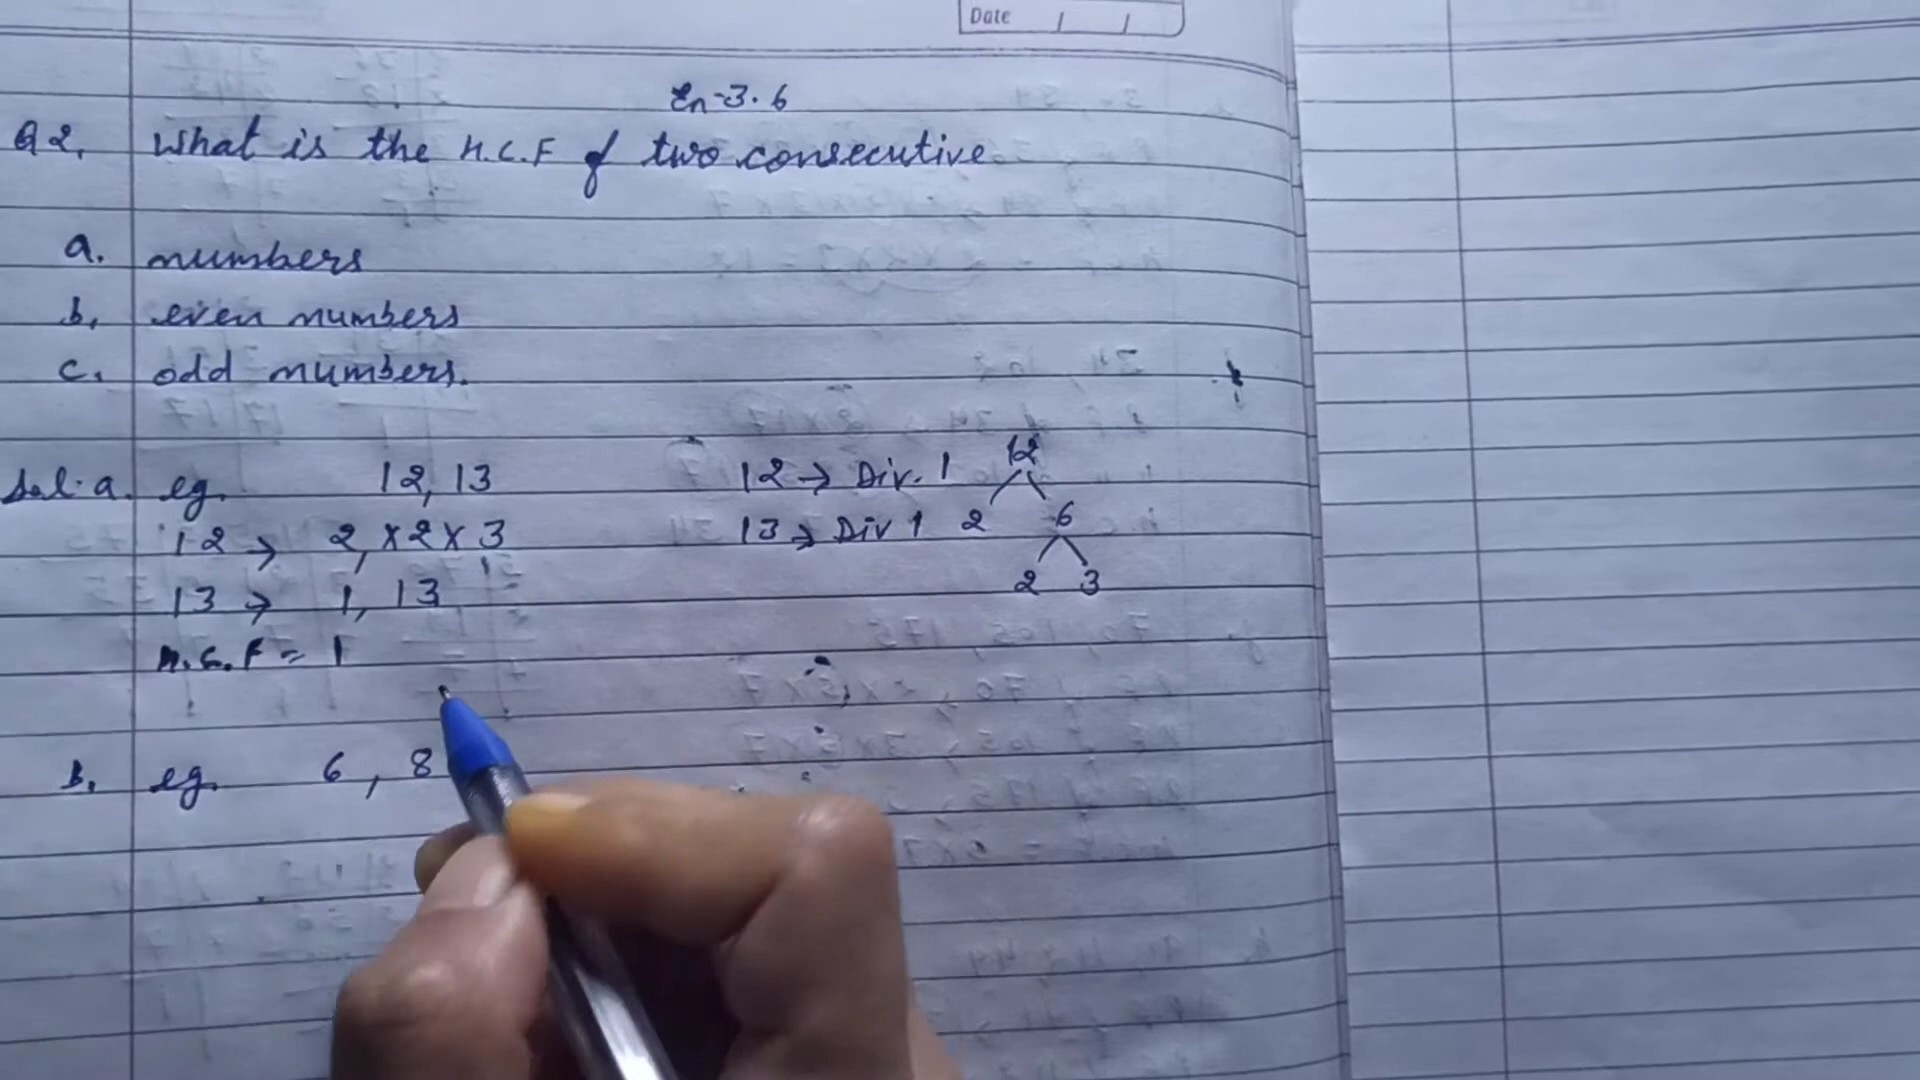 Date / /
Ex-3.6
Q2. What is the H.C.F of two consecutive
a. numbers
b. even numbers
c. odd numbers.
Sol. a. eg. 12, 13
12 → 2, x 2 x 3
13 → 1, 13
H.C.F = 1
12 → Div. 1
13 → Div 1
12
2 6
2 3
b. eg. 6, 8